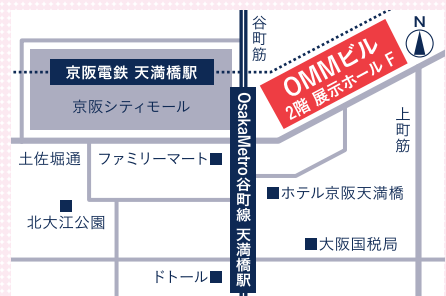 谷町筋
N
京阪電鉄 天満橋駅
OMMビル
2階 展示ホール F
京阪シティモール
OsakaMetro谷町線 天満橋駅
上町筋
土佐堀通
ファミリーマート
ホテル京阪天満橋
北大江公園
大阪国税局
ドトール